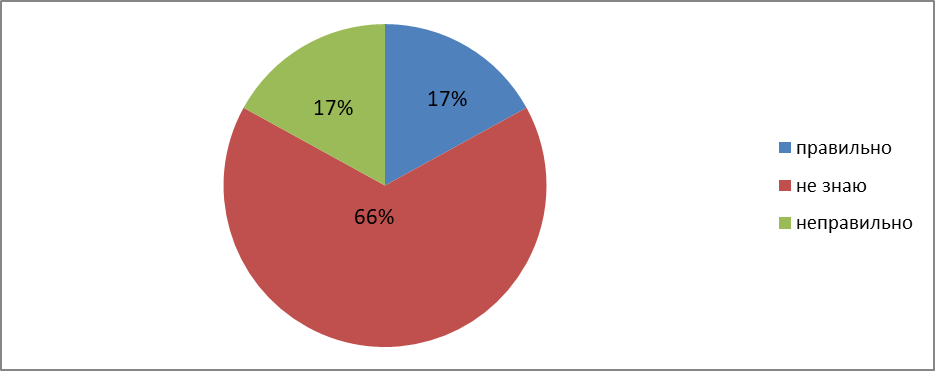 17%
17%
66%
правильно
не знаю
неправильно